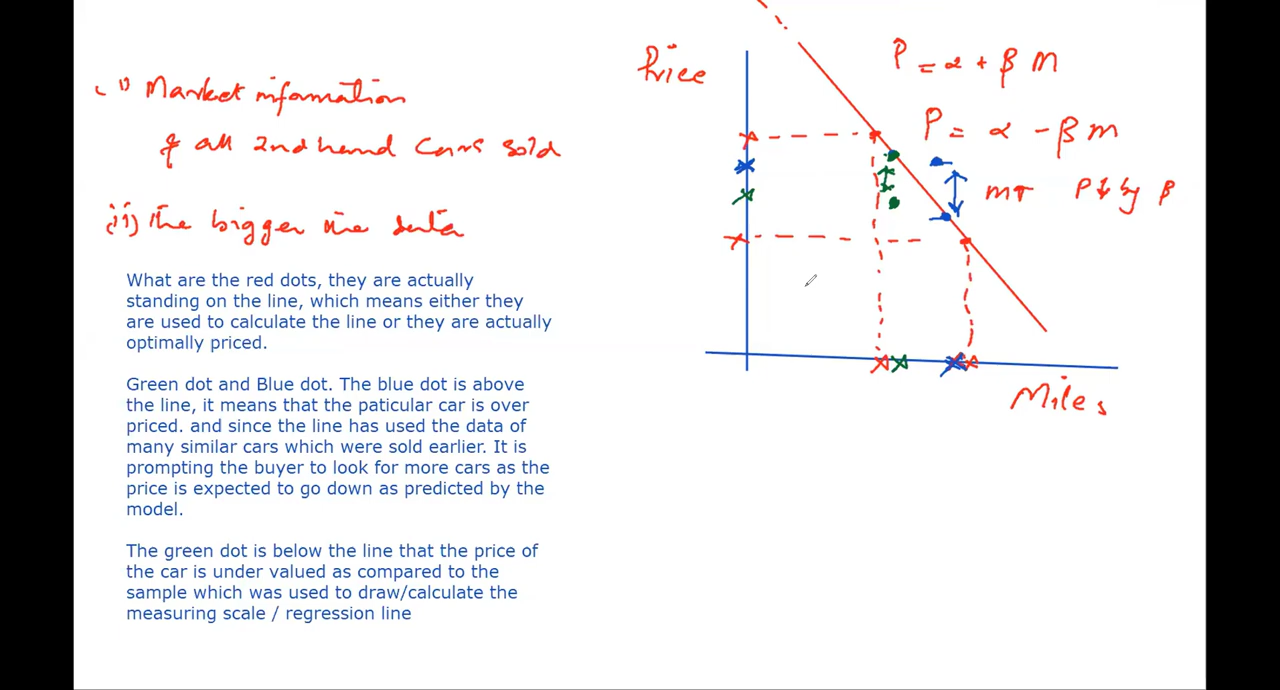 i) Market information
of all 2nd hand cars sold
ii) The bigger the data
What are the red dots, they are actually
standing on the line, which means either they
are used to calculate the line or they are actually
optimally priced.
Green dot and Blue dot. The blue dot is above
the line, it means that the paticular car is over
priced. and since the line has used the data of
many similar cars which were sold earlier. It is
prompting the buyer to look for more cars as the
price is expected to go down as predicted by the
model.
The green dot is below the line that the price of
the car is under valued as compared to the
sample which was used to draw/calculate the
measuring scale / regression line
Price
P = α + β M
P = α - β m
m↑ P↓ by β
Miles